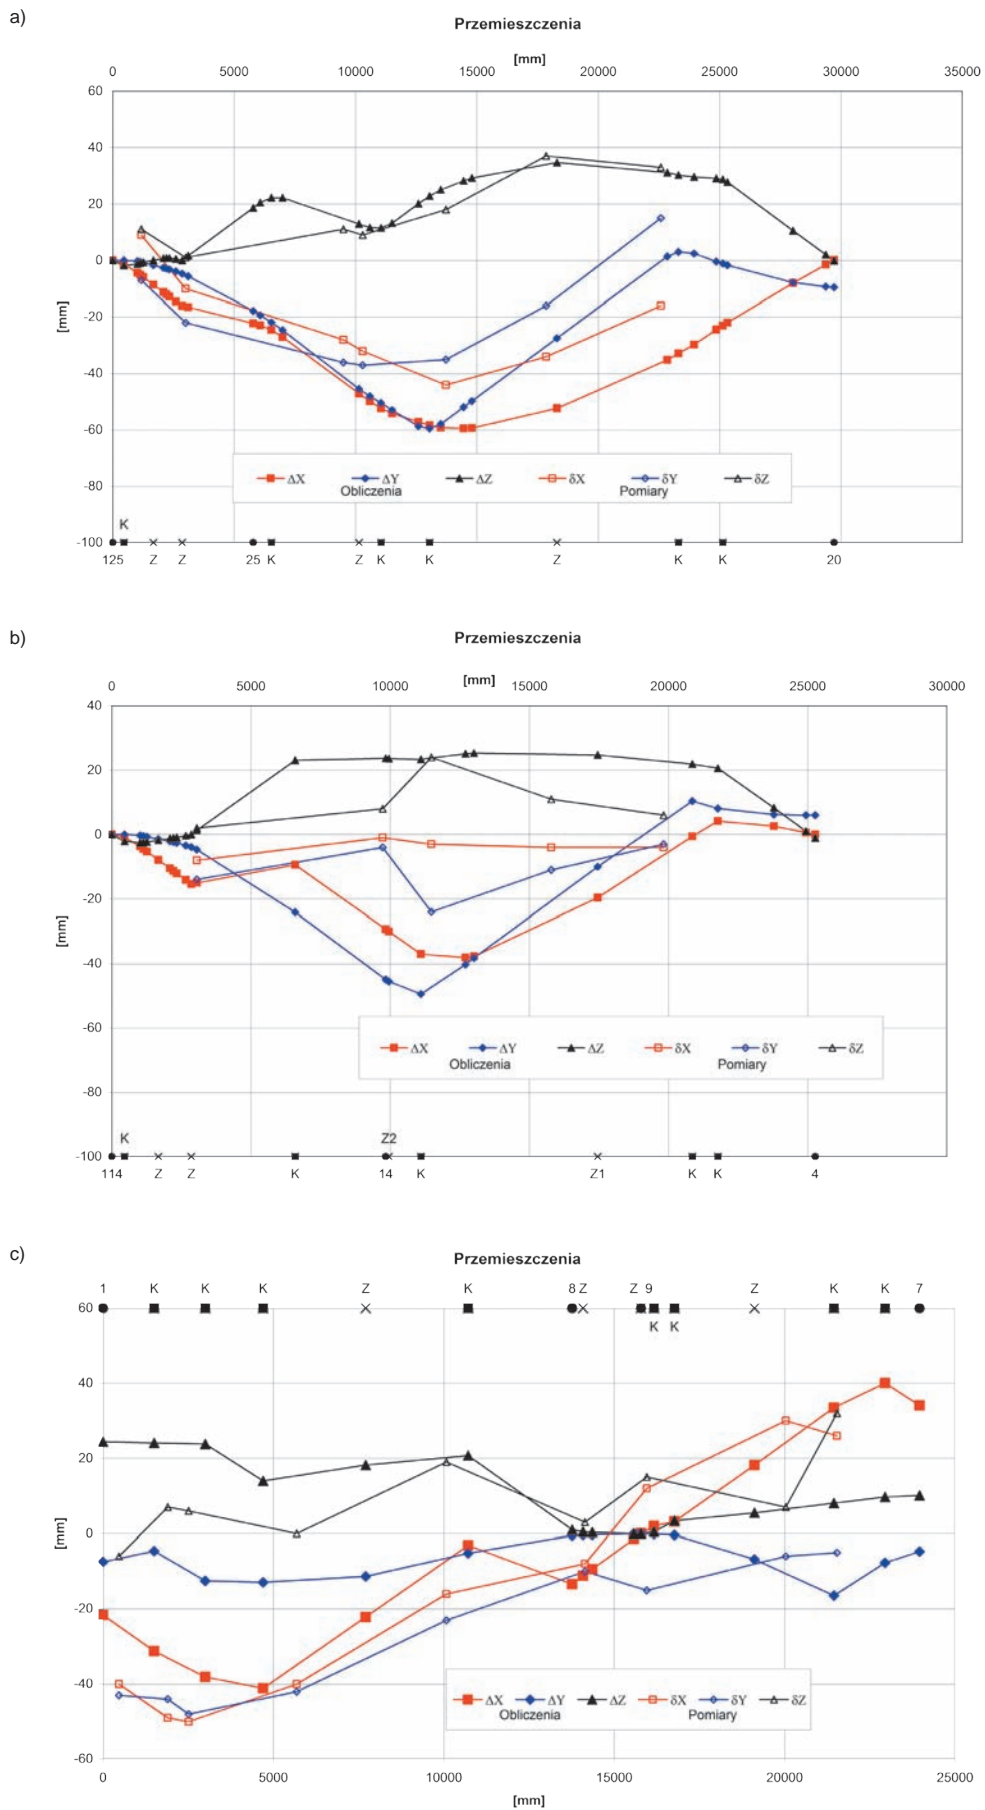 a)
Przemieszczenia
[mm]
0 5000 10000 15000 20000 25000 30000 35000
60
40
20
0
-20
-40
-60
-80
-100
[mm]
ΔX ΔY ΔZ δX δY δZ
Obliczenia Pomiary
K
125 Z Z 25 K Z K K Z K K 20
b)
Przemieszczenia
[mm]
0 5000 10000 15000 20000 25000 30000
40
20
0
-20
-40
-60
-80
-100
[mm]
ΔX ΔY ΔZ δX δY δZ
Obliczenia Pomiary
K Z2
114 Z Z K 14 K Z1 K K 4
c)
Przemieszczenia
1 K K K Z K 8 Z Z 9 Z K K 7
K K
60
40
20
0
-20
-40
-60
[mm]
ΔX ΔY ΔZ δX δY δZ
Obliczenia Pomiary
0 5000 10000 15000 20000 25000
[mm]